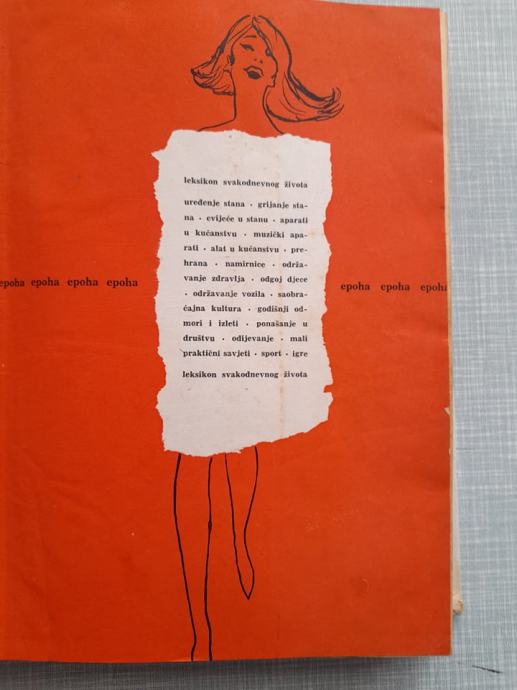 leksikon svakodnevnog života
uređenje stana · grijanje sta-
na · cvijeće u stanu · aparati
u kućanstvu · muzički apa-
rati · alat u kućanstvu · pre-
hrana · namirnice · održa-
vanje zdravlja · odgoj djece
· održavanje vozila · saobra-
ćajna kultura · godišnji od-
mori i izleti · ponašanje u
društvu · odijevanje · mali
praktični savjeti · sport · igre
leksikon svakodnevnog života
epoha epoha epoha epoha
epoha epoha epoha